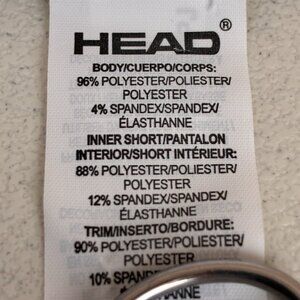 HEAD®
BODY/CUERPO/CORPS:
96% POLYESTER/POLIESTER/
POLYESTER
4% SPANDEX/SPANDEX/
ÉLASTHANNE
INNER SHORT/PANTALON
INTERIOR/SHORT INTÉRIEUR:
88% POLYESTER/POLIESTER/
POLYESTER
12% SPANDEX/SPANDEX/
ÉLASTHANNE
TRIM/INSERTO/BORDURE:
90% POLYESTER/POLIESTER/
POLYESTER
10%